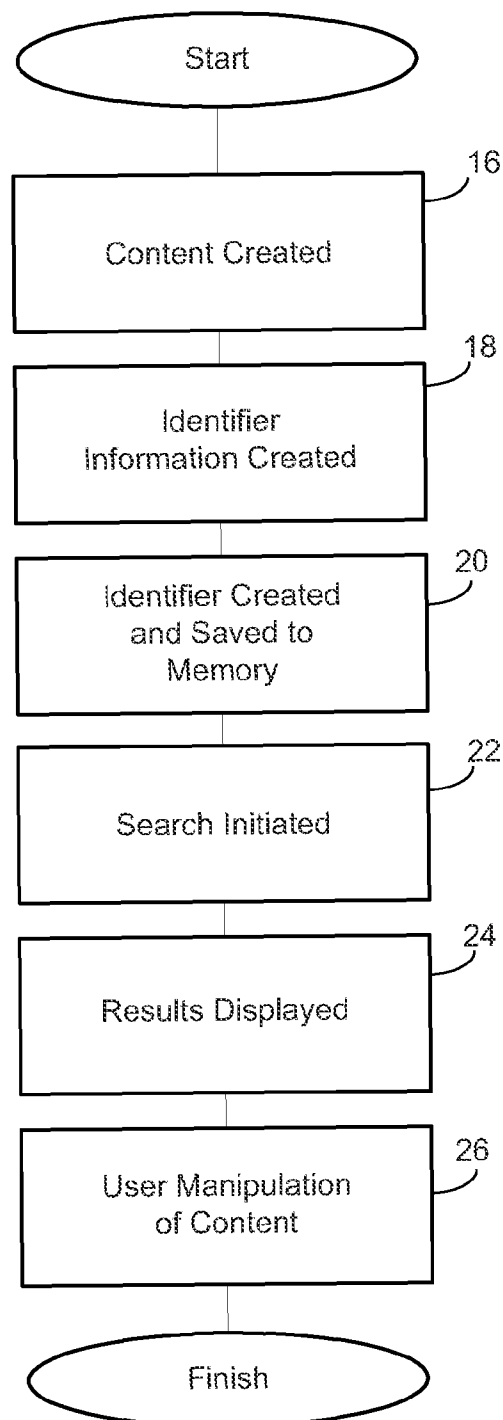 Start
16
Content Created
18
Identifier
Information Created
20
Identifier Created
and Saved to
Memory
22
Search Initiated
24
Results Displayed
26
User Manipulation
of Content
Finish